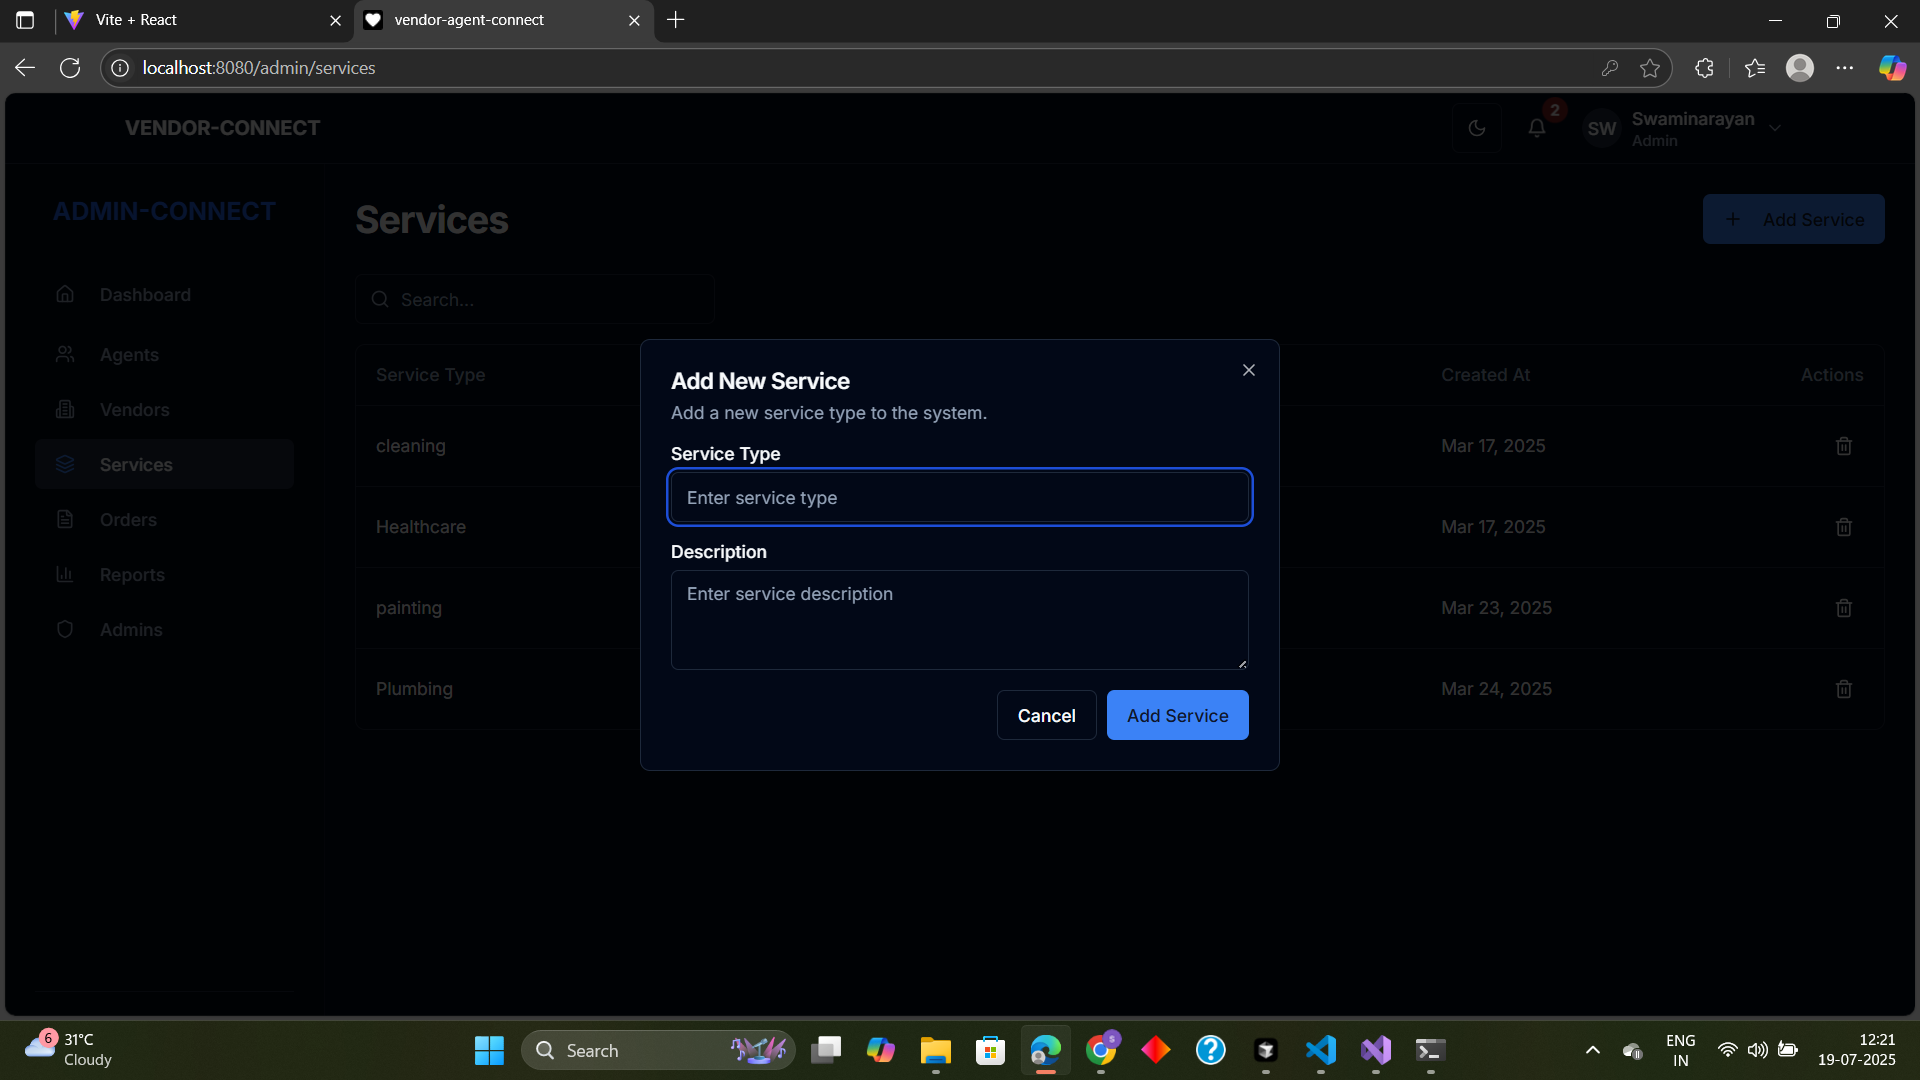 Vite + React
vendor-agent-connect
localhost:8080/admin/services
VENDOR-CONNECT
2
SW
Swaminarayan
Admin
ADMIN-CONNECT
Dashboard
Agents
Vendors
Services
Orders
Reports
Admins
Services
Add Service
Search...
Service Type
Created At
Actions
cleaning
Mar 17, 2025
Healthcare
Mar 17, 2025
painting
Mar 23, 2025
Plumbing
Mar 24, 2025
Add New Service
Add a new service type to the system.
Service Type
Enter service type
Description
Enter service description
Cancel
Add Service
6
31°C
Cloudy
Search
S
ENG
IN
12:21
19-07-2025